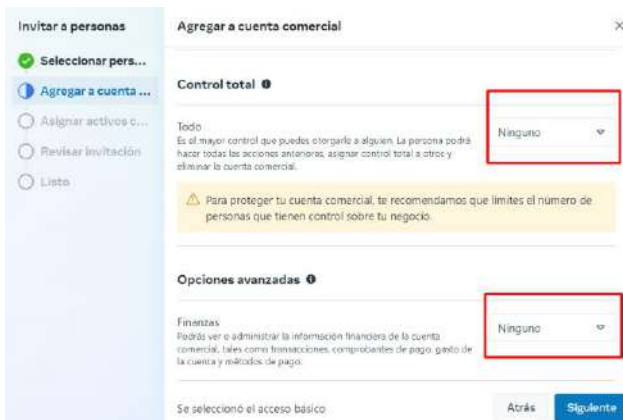 Invitar a personas
Seleccionar pers...
Agregar a cuenta ...
Asignar activos c...
Revisar invitación
Listo
Agregar a cuenta comercial
Control total
Todo
Es el mayor control que puedes otorgarle a alguien. La persona podrá
hacer todas las acciones anteriores, asignar control total a otros y
eliminar la cuenta comercial.
Ninguno
Para proteger tu cuenta comercial, te recomendamos que limites el número de
personas que tienen control sobre tu negocio.
Opciones avanzadas
Finanzas
Podrás ver o administrar la información financiera de la cuenta
comercial, tales como transacciones, comprobantes de pago, gasto de
la cuenta y métodos de pago.
Ninguno
Se seleccionó el acceso básico
Atrás
Siguiente